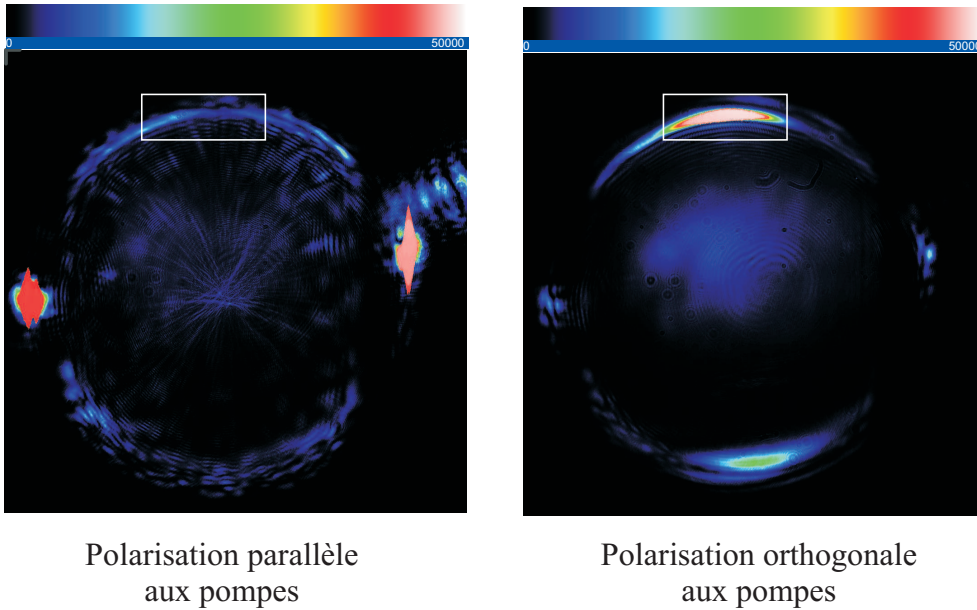 0 50000
0 50000
Polarisation parallèle
aux pompes
Polarisation orthogonale
aux pompes